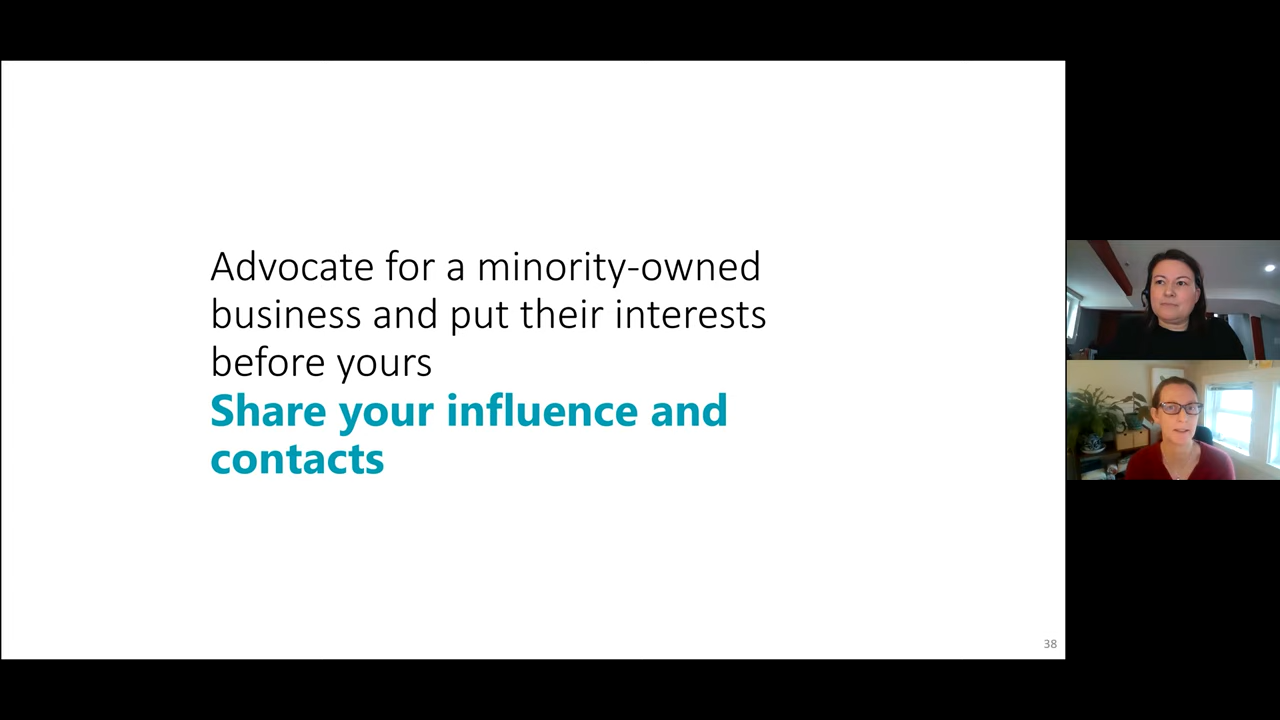 Advocate for a minority-owned
business and put their interests
before yours
Share your influence and
contacts
38